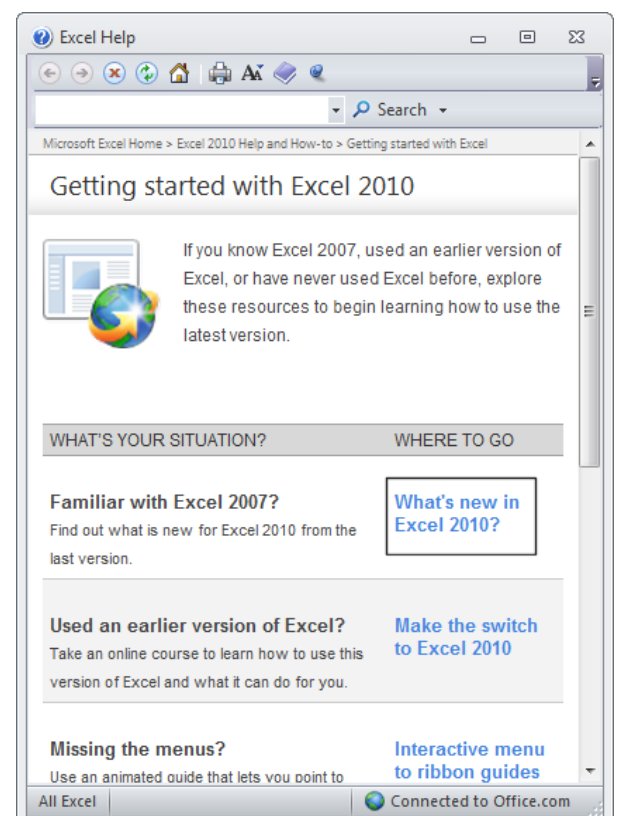 Excel Help
Search
Microsoft Excel Home > Excel 2010 Help and How-to > Getting started with Excel
Getting started with Excel 2010
If you know Excel 2007, used an earlier version of
Excel, or have never used Excel before, explore
these resources to begin learning how to use the
latest version.
WHAT'S YOUR SITUATION? WHERE TO GO
Familiar with Excel 2007?
Find out what is new for Excel 2010 from the
last version.
What's new in
Excel 2010?
Used an earlier version of Excel?
Take an online course to learn how to use this
version of Excel and what it can do for you.
Make the switch
to Excel 2010
Missing the menus?
Use an animated guide that lets you point to
Interactive menu
to ribbon guides
All Excel Connected to Office.com